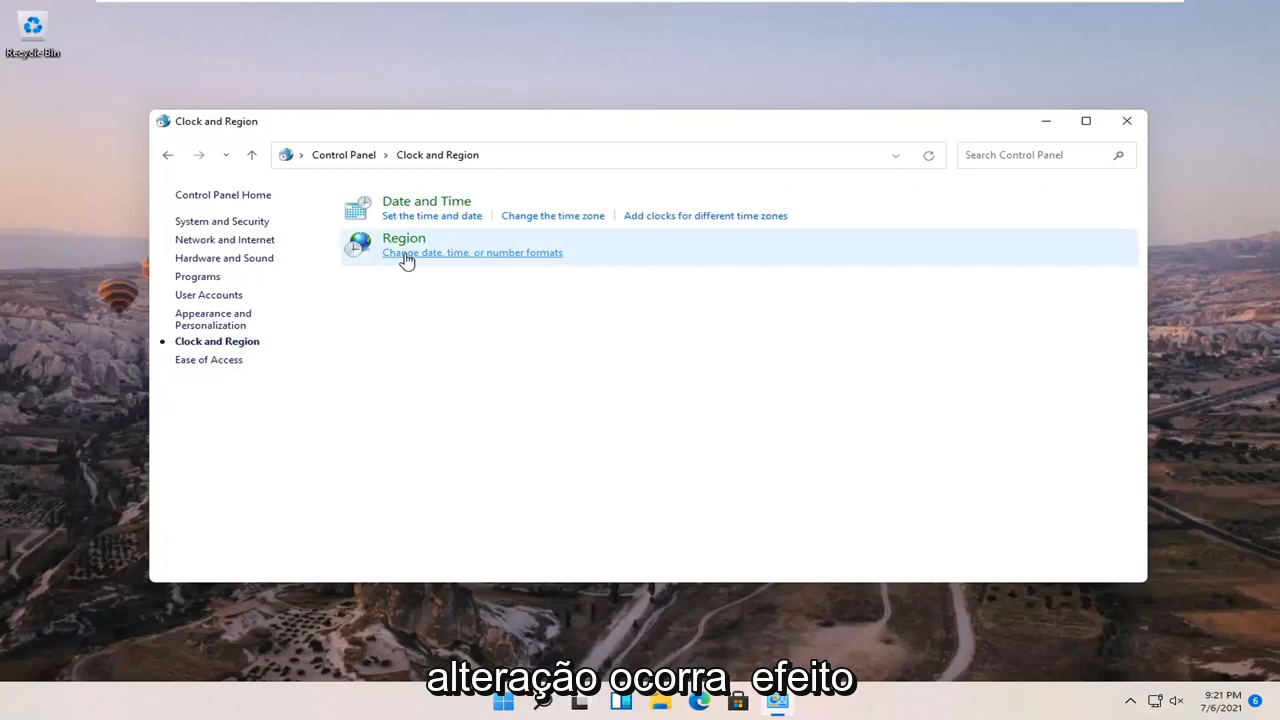 Recycle Bin
Clock and Region
Control Panel
Clock and Region
Search Control Panel
Control Panel Home
System and Security
Network and Internet
Hardware and Sound
Programs
User Accounts
Appearance and
Personalization
Clock and Region
Ease of Access
Date and Time
Set the time and date
Change the time zone
Add clocks for different time zones
Region
Change date, time, or number formats
alteração ocorra efeito
9:21 PM
7/6/2021
6